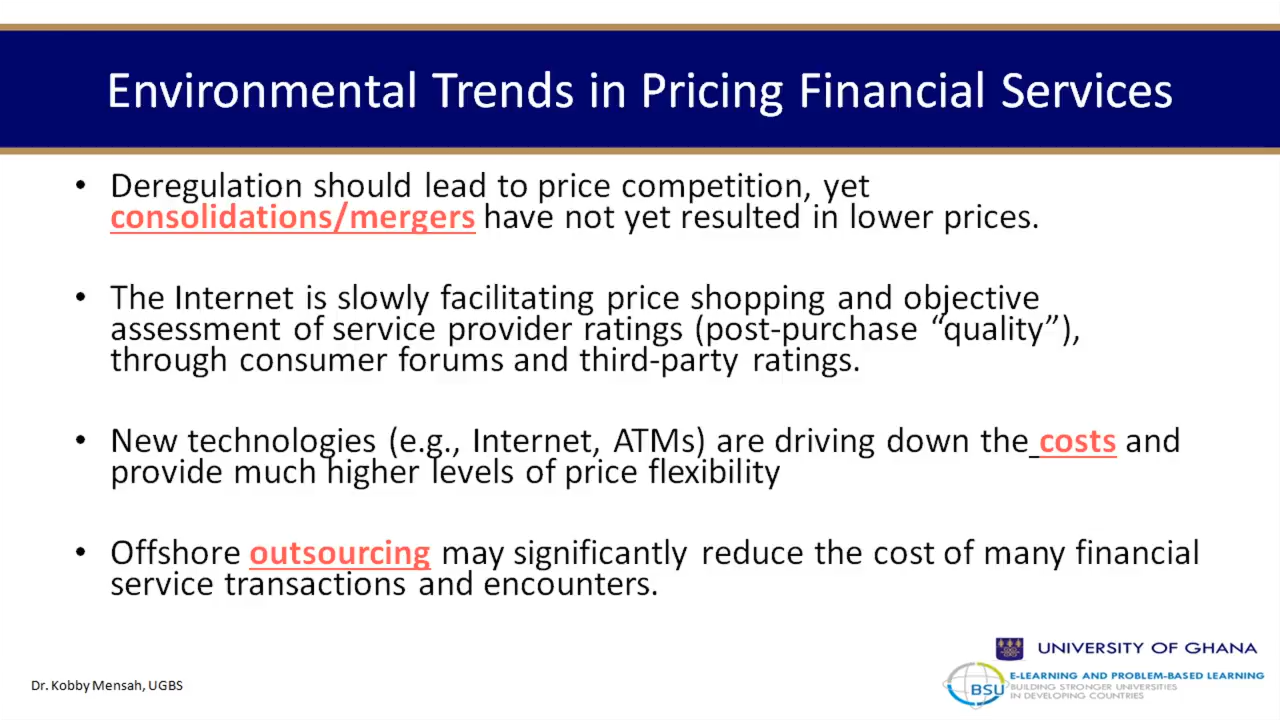 Environmental Trends in Pricing Financial Services
• Deregulation should lead to price competition, yet
consolidations/mergers have not yet resulted in lower prices.
• The Internet is slowly facilitating price shopping and objective
assessment of service provider ratings (post-purchase “quality”),
through consumer forums and third-party ratings.
• New technologies (e.g., Internet, ATMs) are driving down the costs and
provide much higher levels of price flexibility
• Offshore outsourcing may significantly reduce the cost of many financial
service transactions and encounters.
UNIVERSITY OF GHANA
Dr. Kobby Mensah, UGBS
BSU
E-LEARNING AND PROBLEM-BASED LEARNING
BUILDING STRONGER UNIVERSITIES
IN DEVELOPING COUNTRIES